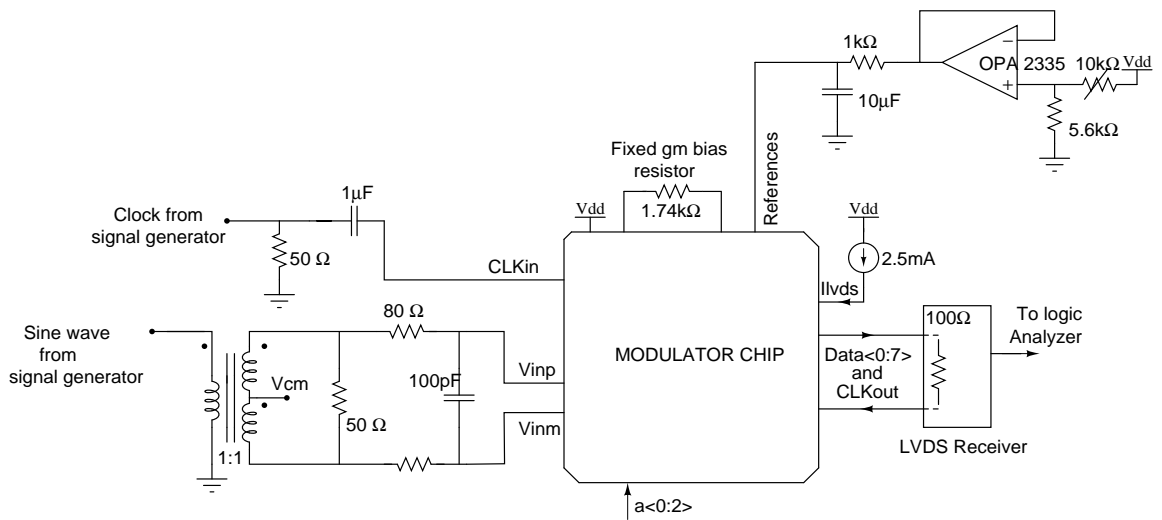 1kΩ
OPA 2335
10kΩ
Vdd
10µF
5.6kΩ
Fixed gm bias
resistor
1.74kΩ
References
Vdd
Vdd
2.5mA
Ilvds
1µF
Clock from
signal generator
50 Ω
CLKin
Sine wave
from
signal generator
80 Ω
Vcm
50 Ω
100pF
Vinp
Vinm
1:1
MODULATOR CHIP
100Ω
Data<0:7>
and
CLKout
To logic
Analyzer
LVDS Receiver
a<0:2>